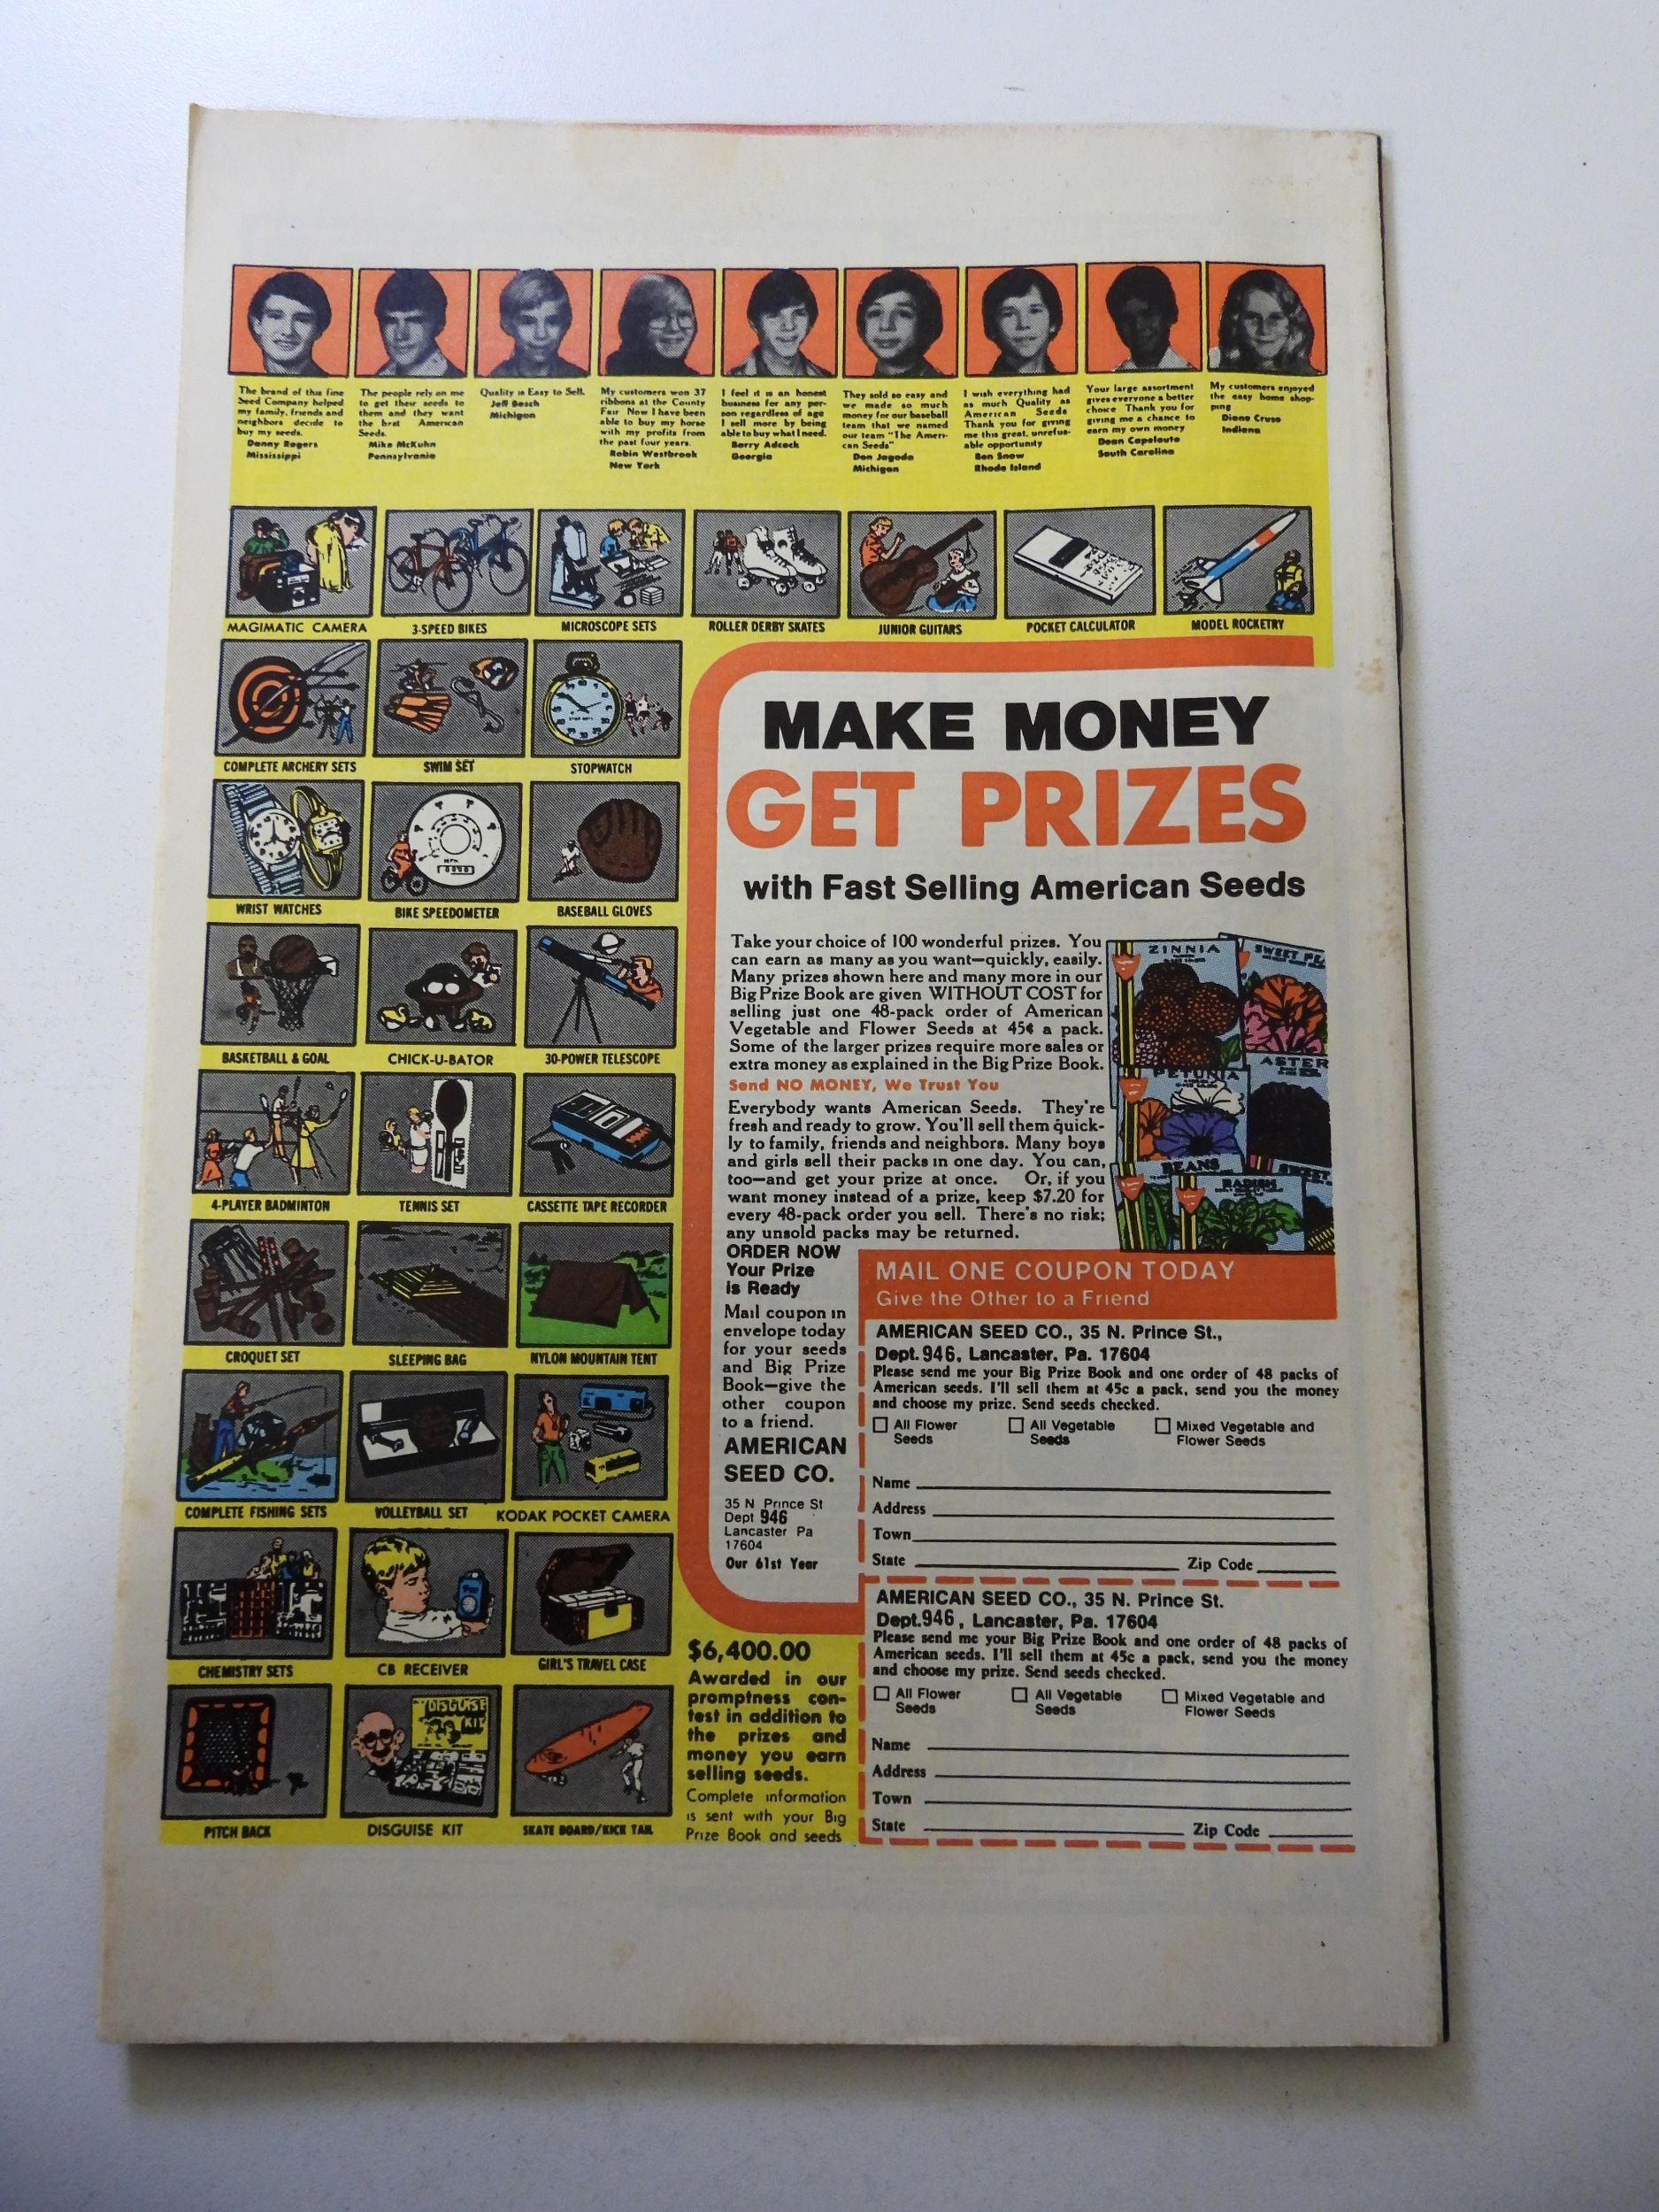 The brand of this fine
Seed Company helped
my family, friends and
neighbors decide to
buy my seeds.
Danny Rogers
Mississippi
The people rely on me
to get their seeds to
them and they want
the best American
Seeds.
Mike McKuhn
Pennsylvania
Quality is Easy to Sell.
Jeff Besch
Michigan
My customers won 37
ribbons at the County
Fair Now I have been
able to buy my horse
with my profits from
the past four years.
Robin Westbrook
New York
I feel it is an honest
business for any per-
son regardless of age
I sell more by being
able to buy what I need.
Barry Adcock
Georgia
They sold so easy and
we made so much
money for our baseball
team that we named
our team "The Ameri-
can Seeds"
Don Jagoda
Michigan
I wish everything had
as much Quality as
American Seeds
Thank you for giving
me this great, unrefus-
able opportunity
Ben Snow
Rhode Island
Your large assortment
gives everyone a better
choice Thank you for
giving me a chance to
earn my own money
Dean Capelouto
South Carolina
My customers enjoyed
the easy home shop-
ping
Diana Cruse
Indiana
MAGIMATIC CAMERA
3-SPEED BIKES
MICROSCOPE SETS
ROLLER DERBY SKATES
JUNIOR GUITARS
POCKET CALCULATOR
MODEL ROCKETRY
COMPLETE ARCHERY SETS
SWIM SET
STOPWATCH
WRIST WATCHES
MPH
BIKE SPEEDOMETER
BASEBALL GLOVES
BASKETBALL & GOAL
CHICK-U-BATOR
30-POWER TELESCOPE
4-PLAYER BADMINTON
TENNIS SET
CASSETTE TAPE RECORDER
CROQUET SET
SLEEPING BAG
NYLON MOUNTAIN TENT
COMPLETE FISHING SETS
VOLLEYBALL SET
KODAK POCKET CAMERA
CHEMISTRY SETS
CB RECEIVER
GIRL'S TRAVEL CASE
PITCH BACK
DISGUISE
KIT
DISGUISE KIT
SKATE BOARD/KICK TAIL
MAKE MONEY
GET PRIZES
with Fast Selling American Seeds
Take your choice of 100 wonderful prizes. You
can earn as many as you want—quickly, easily.
Many prizes shown here and many more in our
Big Prize Book are given WITHOUT COST for
selling just one 48-pack order of American
Vegetable and Flower Seeds at 45¢ a pack.
Some of the larger prizes require more sales or
extra money as explained in the Big Prize Book.
Send NO MONEY, We Trust You
Everybody wants American Seeds. They're
fresh and ready to grow. You'll sell them quick-
ly to family, friends and neighbors. Many boys
and girls sell their packs in one day. You can,
too—and get your prize at once. Or, if you
want money instead of a prize, keep $7.20 for
every 48-pack order you sell. There's no risk;
any unsold packs may be returned.
ZINNIA
SWEET PE
PETUNIA
ASTER
BEANS
SWEET
RADISH
ORDER NOW
Your Prize
is Ready
Mail coupon in
envelope today
for your seeds
and Big Prize
Book—give the
other coupon
to a friend.
AMERICAN
SEED CO.
35 N Prince St
Dept 946
Lancaster Pa
17604
Our 61st Year
$6,400.00
Awarded in our
promptness con-
test in addition to
the prizes and
money you earn
selling seeds.
Complete information
is sent with your Big
Prize Book and seeds
MAIL ONE COUPON TODAY
Give the Other to a Friend
AMERICAN SEED CO., 35 N. Prince St.,
Dept. 946, Lancaster, Pa. 17604
Please send me your Big Prize Book and one order of 48 packs of
American seeds. I'll sell them at 45c a pack, send you the money
and choose my prize. Send seeds checked.
All Flower
Seeds
All Vegetable
Seeds
Mixed Vegetable and
Flower Seeds
Name
Address
Town
State Zip Code
AMERICAN SEED CO., 35 N. Prince St.
Dept. 946, Lancaster, Pa. 17604
Please send me your Big Prize Book and one order of 48 packs of
American seeds. I'll sell them at 45c a pack, send you the money
and choose my prize. Send seeds checked.
All Flower
Seeds
All Vegetable
Seeds
Mixed Vegetable and
Flower Seeds
Name
Address
Town
State Zip Code